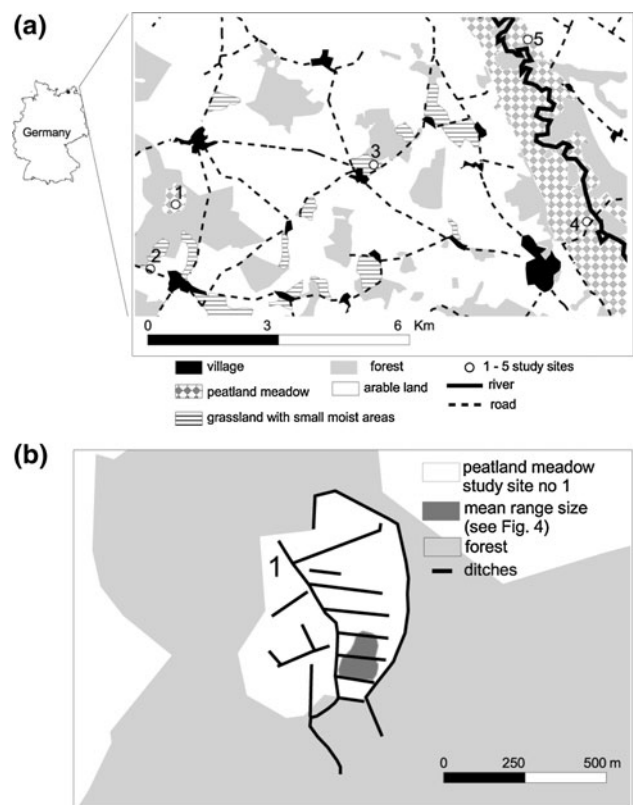 (a)
Germany
5
3
1
4
2
0 3 6 Km
village forest 1 - 5 study sites
peatland meadow arable land river
grassland with small moist areas road
(b)
peatland meadow
study site no 1
mean range size
(see Fig. 4)
forest
ditches
1
0 250 500 m